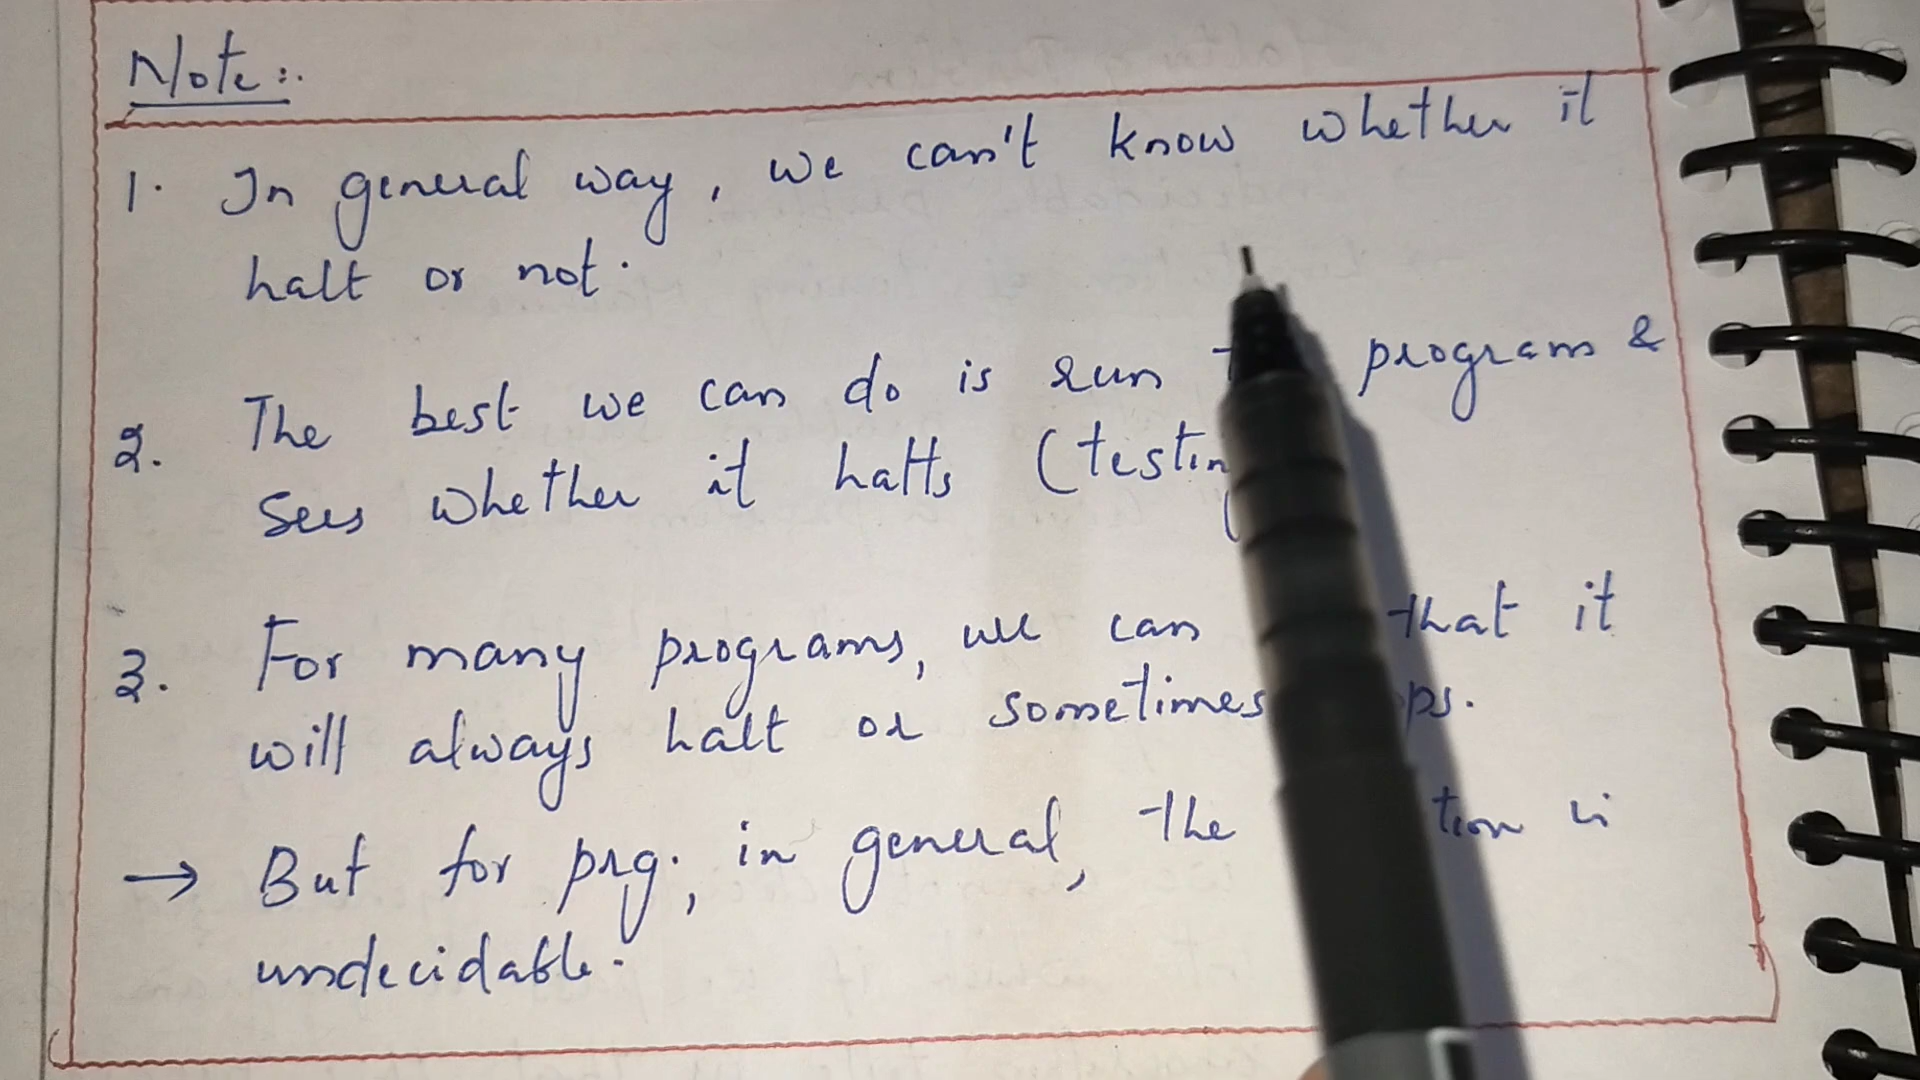 Note:.
1. In general way, we can't know whether it
halt or not.
2. The best we can do is run program &
sees whether it halts (testin
3. For many programs, we can that it
will always halt or sometimes ps.
→ But for prg., in general, the tion is
undecidable.